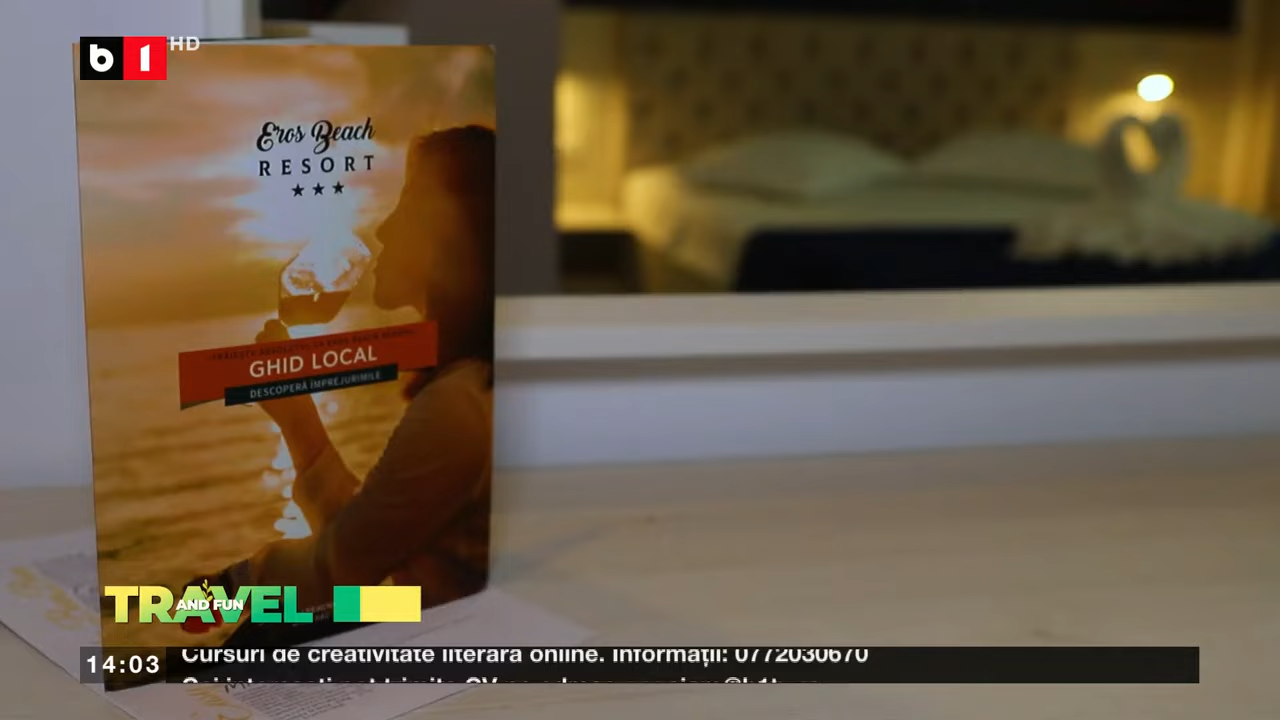 b1 HD
Eros Beach
RESORT
GHID LOCAL
DESCOPERĂ ÎMPREJURIMILE
TRAVEL
AND FUN
14:03
Cursuri de creativitate literară online. Informații: 0772030670